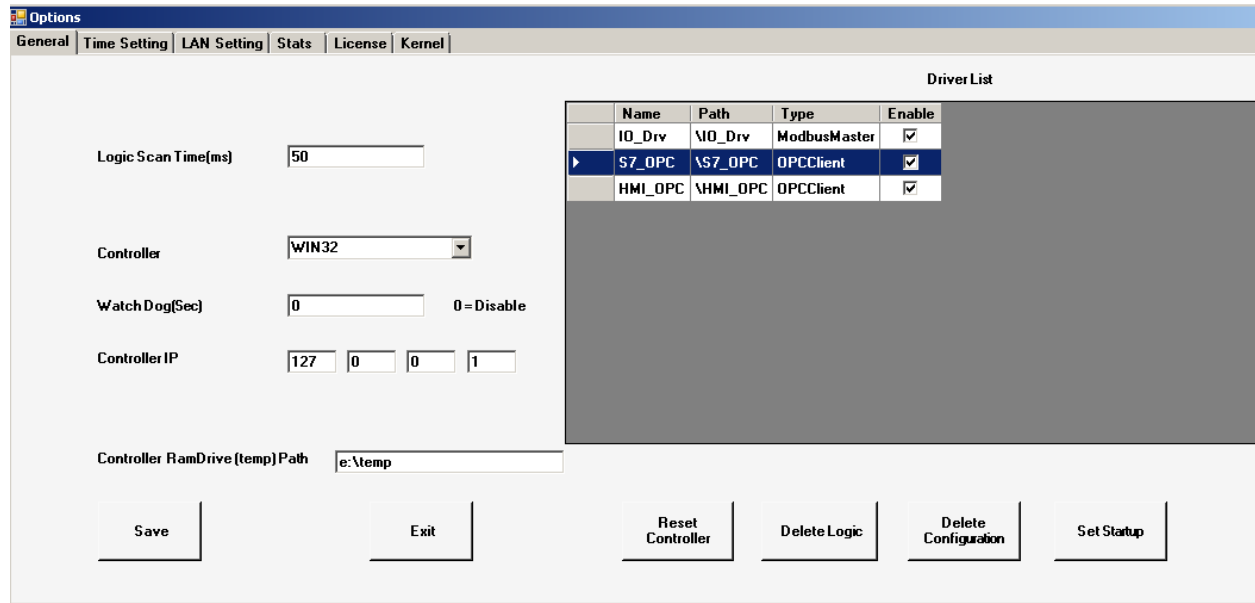 Options
General Time Setting LAN Setting Stats License Kernel
Driver List
Name Path Type Enable
IO_Drv \IO_Drv ModbusMaster
Logic Scan Time(ms) 50
S7_OPC \S7_OPC OPCClient
HMI_OPC \HMI_OPC OPCClient
Controller WIN32
Watch Dog(Sec) 0 0 = Disable
Controller IP 127 0 0 1
Controller RamDrive (temp) Path e:\temp
Save Exit
Reset
Controller
Delete Logic
Delete
Configuration
Set Startup